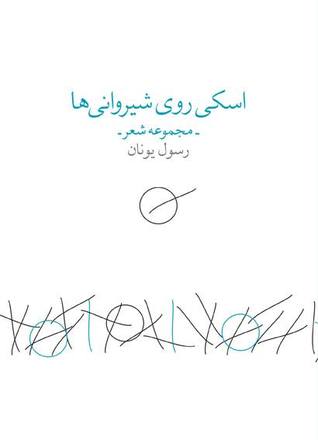 اسکی روی شیروانی‌ها
ـ مجموعه شعر ـ
رسول یونان